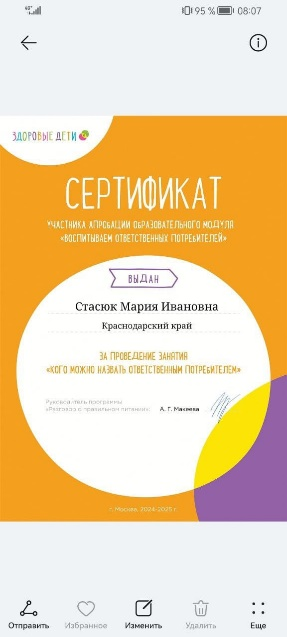 95 % 08:07
ЗДОРОВЫЕ ДЕТИ
СЕРТИФИКАТ
УЧАСТНИКА АПРОБАЦИИ ОБРАЗОВАТЕЛЬНОГО МОДУЛЯ
«ВОСПИТЫВАЕМ ОТВЕТСТВЕННЫХ ПОТРЕБИТЕЛЕЙ»
ВЫДАН
Стасюк Мария Ивановна
Краснодарский край
ЗА ПРОВЕДЕНИЕ ЗАНЯТИЯ
«КОГО МОЖНО НАЗВАТЬ ОТВЕТСТВЕННЫМ ПОТРЕБИТЕЛЕМ»
Руководитель программы
«Разговор о правильном питании»: А. Г. Макеева
г. Москва, 2024-2025 г.
Отправить Избранное Изменить Удалить Еще